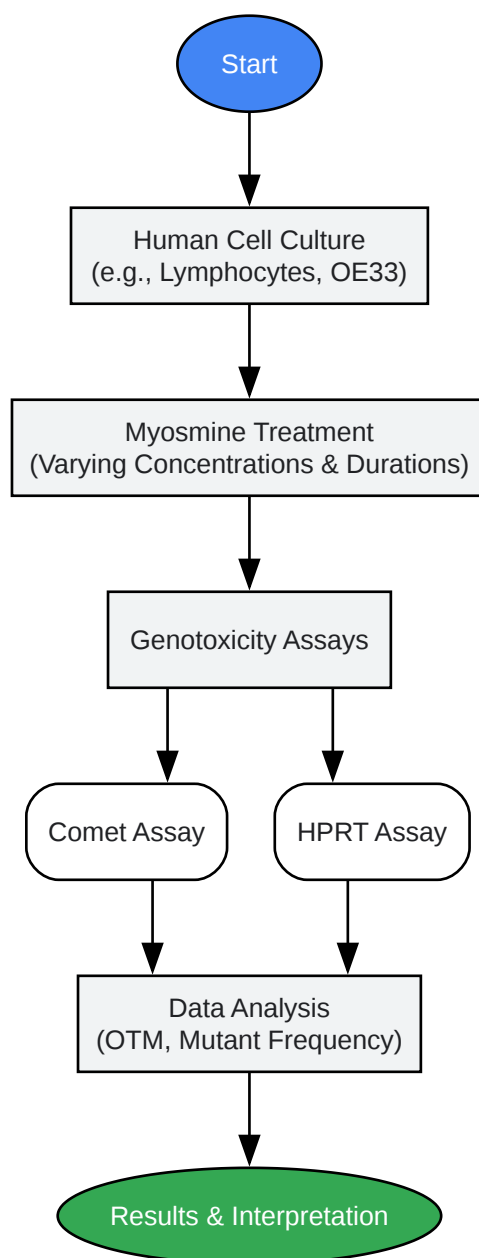 Start
Human Cell Culture
(e.g., Lymphocytes, OE33)
Myosmine Treatment
(Varying Concentrations & Durations)
Genotoxicity Assays
Comet Assay
HPRT Assay
Data Analysis
(OTM, Mutant Frequency)
Results & Interpretation